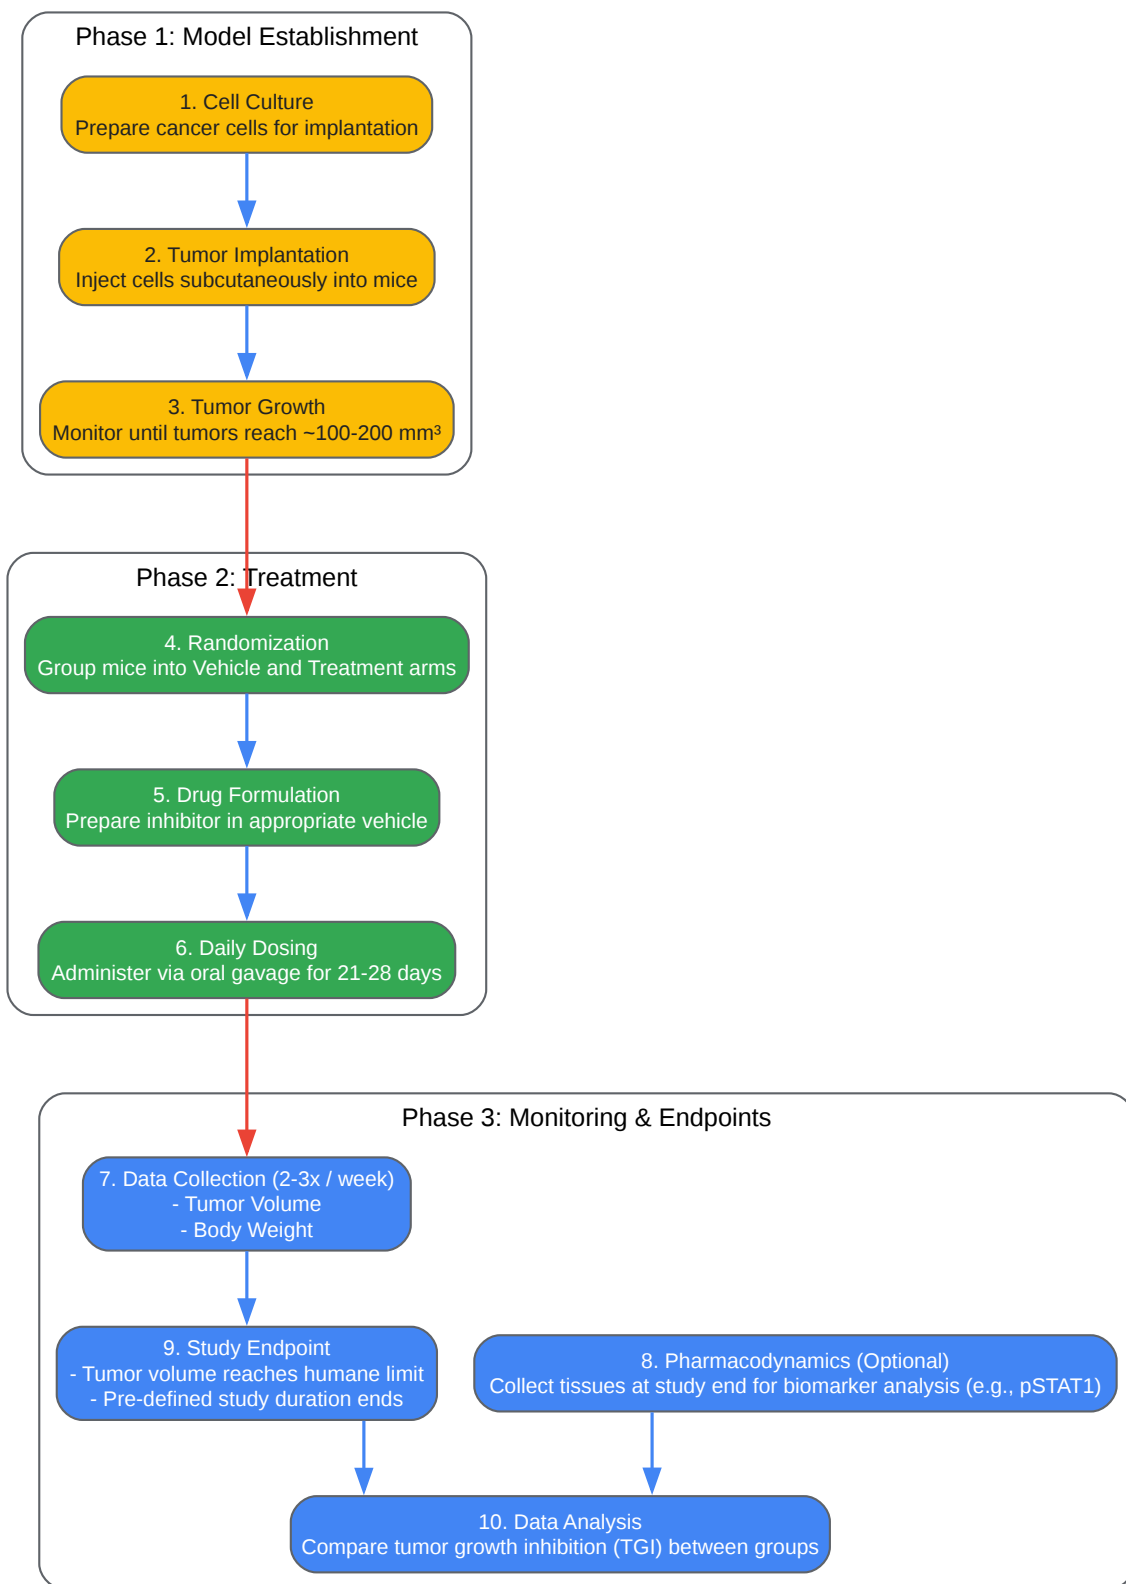 Phase 1: Model Establishment
1. Cell Culture
Prepare cancer cells for implantation
2. Tumor Implantation
Inject cells subcutaneously into mice
3. Tumor Growth
Monitor until tumors reach ~100-200 mm³
Phase 2: Treatment
4. Randomization
Group mice into Vehicle and Treatment arms
5. Drug Formulation
Prepare inhibitor in appropriate vehicle
6. Daily Dosing
Administer via oral gavage for 21-28 days
Phase 3: Monitoring & Endpoints
7. Data Collection (2-3x / week)
- Tumor Volume
- Body Weight
9. Study Endpoint
- Tumor volume reaches humane limit
- Pre-defined study duration ends
8. Pharmacodynamics (Optional)
Collect tissues at study end for biomarker analysis (e.g., pSTAT1)
10. Data Analysis
Compare tumor growth inhibition (TGI) between groups